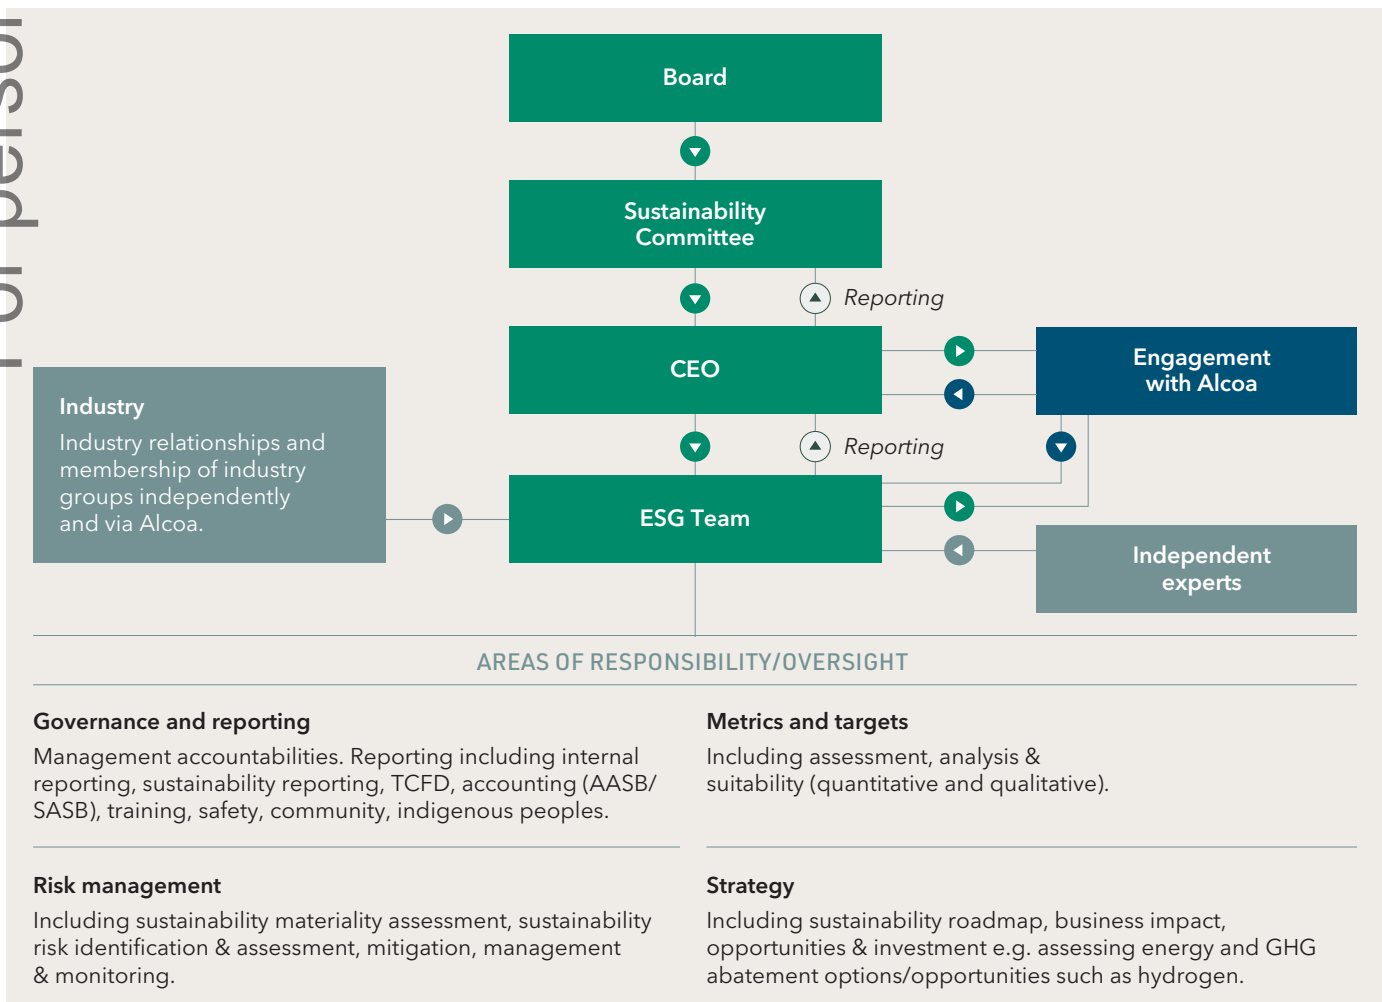 For persol
Board
Sustainability
Committee
Reporting
CEO
Engagement
with Alcoa
Industry
Industry relationships and
membership of industry
groups independently
and via Alcoa.
Reporting
ESG Team
Independent
experts
AREAS OF RESPONSIBILITY/OVERSIGHT
Governance and reporting
Management accountabilities. Reporting including internal
reporting, sustainability reporting, TCFD, accounting (AASB/
SASB), training, safety, community, indigenous peoples.
Metrics and targets
Including assessment, analysis &
suitability (quantitative and qualitative).
Risk management
Including sustainability materiality assessment, sustainability
risk identification & assessment, mitigation, management
& monitoring.
Strategy
Including sustainability roadmap, business impact,
opportunities & investment e.g. assessing energy and GHG
abatement options/opportunities such as hydrogen.